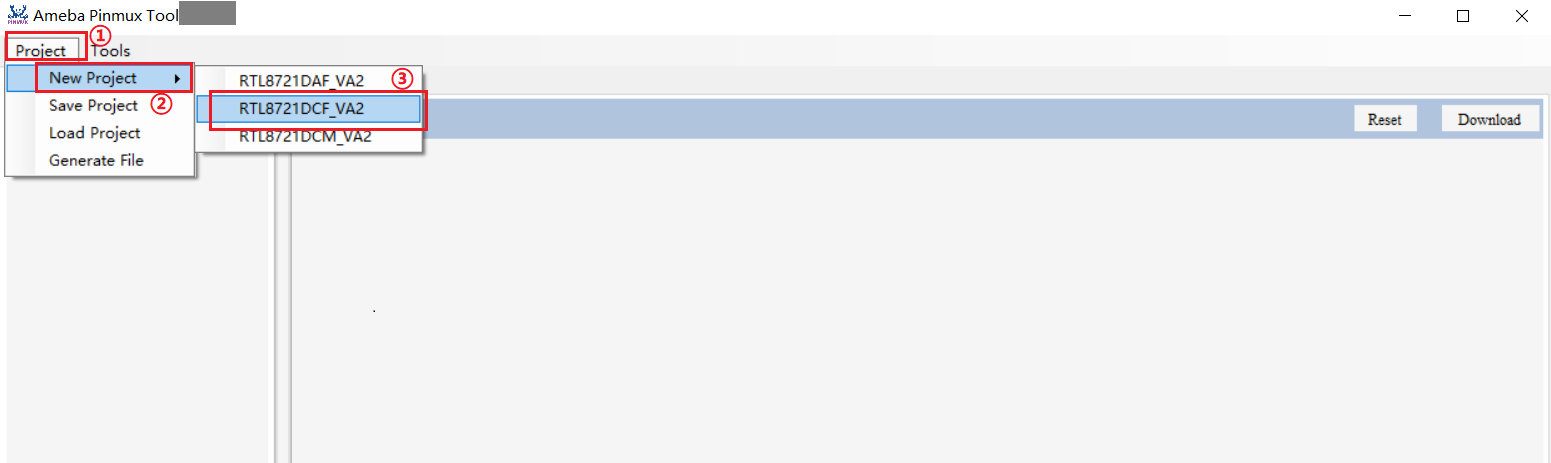 PINMUX Ameba Pinmux Tool
①
Project Tools
New Project
RTL8721DAF_VA2 ③
Save Project ②
RTL8721DCF_VA2
Reset Download
Load Project
RTL8721DCM_VA2
Generate File